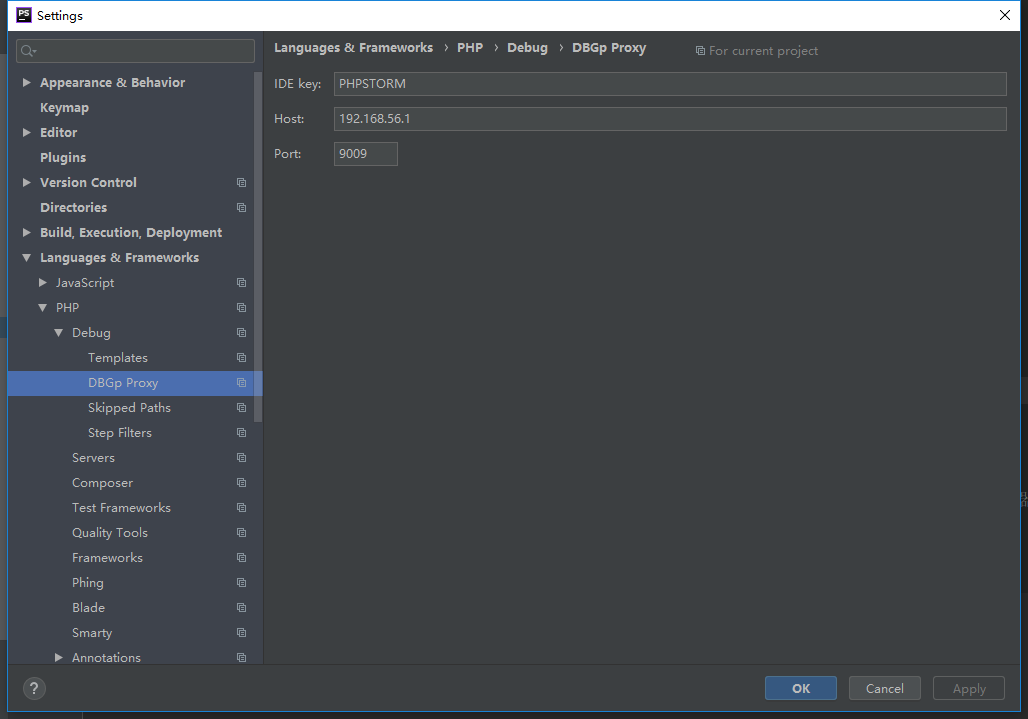 PS Settings
Languages & Frameworks › PHP › Debug › DBGp Proxy
For current project
IDE key: PHPSTORM
Host: 192.168.56.1
Port: 9009
Appearance & Behavior
Keymap
Editor
Plugins
Version Control
Directories
Build, Execution, Deployment
Languages & Frameworks
JavaScript
PHP
Debug
Templates
DBGp Proxy
Skipped Paths
Step Filters
Servers
Composer
Test Frameworks
Quality Tools
Frameworks
Phing
Blade
Smarty
Annotations
?
OK
Cancel
Apply